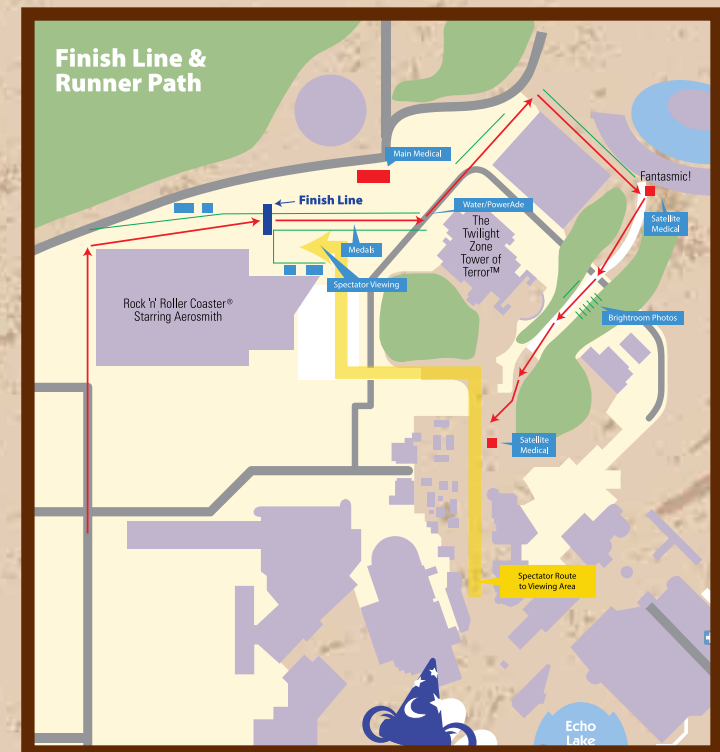 Finish Line &
Runner Path
Main Medical
Fantasmic!
Finish Line
Water/PowerAde
Satellite
Medical
The
Twilight
Zone
Tower of
Terror™
Medals
Spectator Viewing
Rock 'n' Roller Coaster®
Starring Aerosmith
Brightroom Photos
Satellite
Medical
Spectator Route
to Viewing Area
Echo
Lake